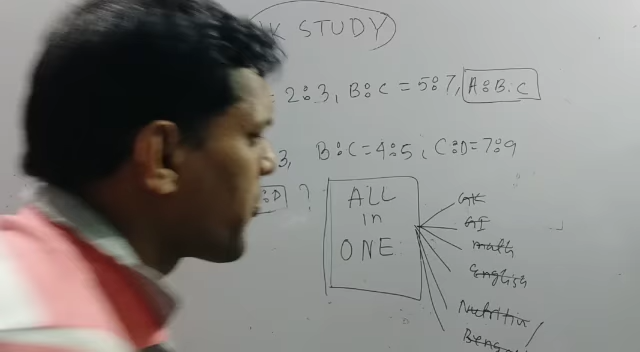 K STUDY
= 2:3, B:C = 5:7, A:B:C
3, B:C=4:5, C:D=7:9
:D ?
ALL
in
ONE
GK
GI
math
English
Nutrition